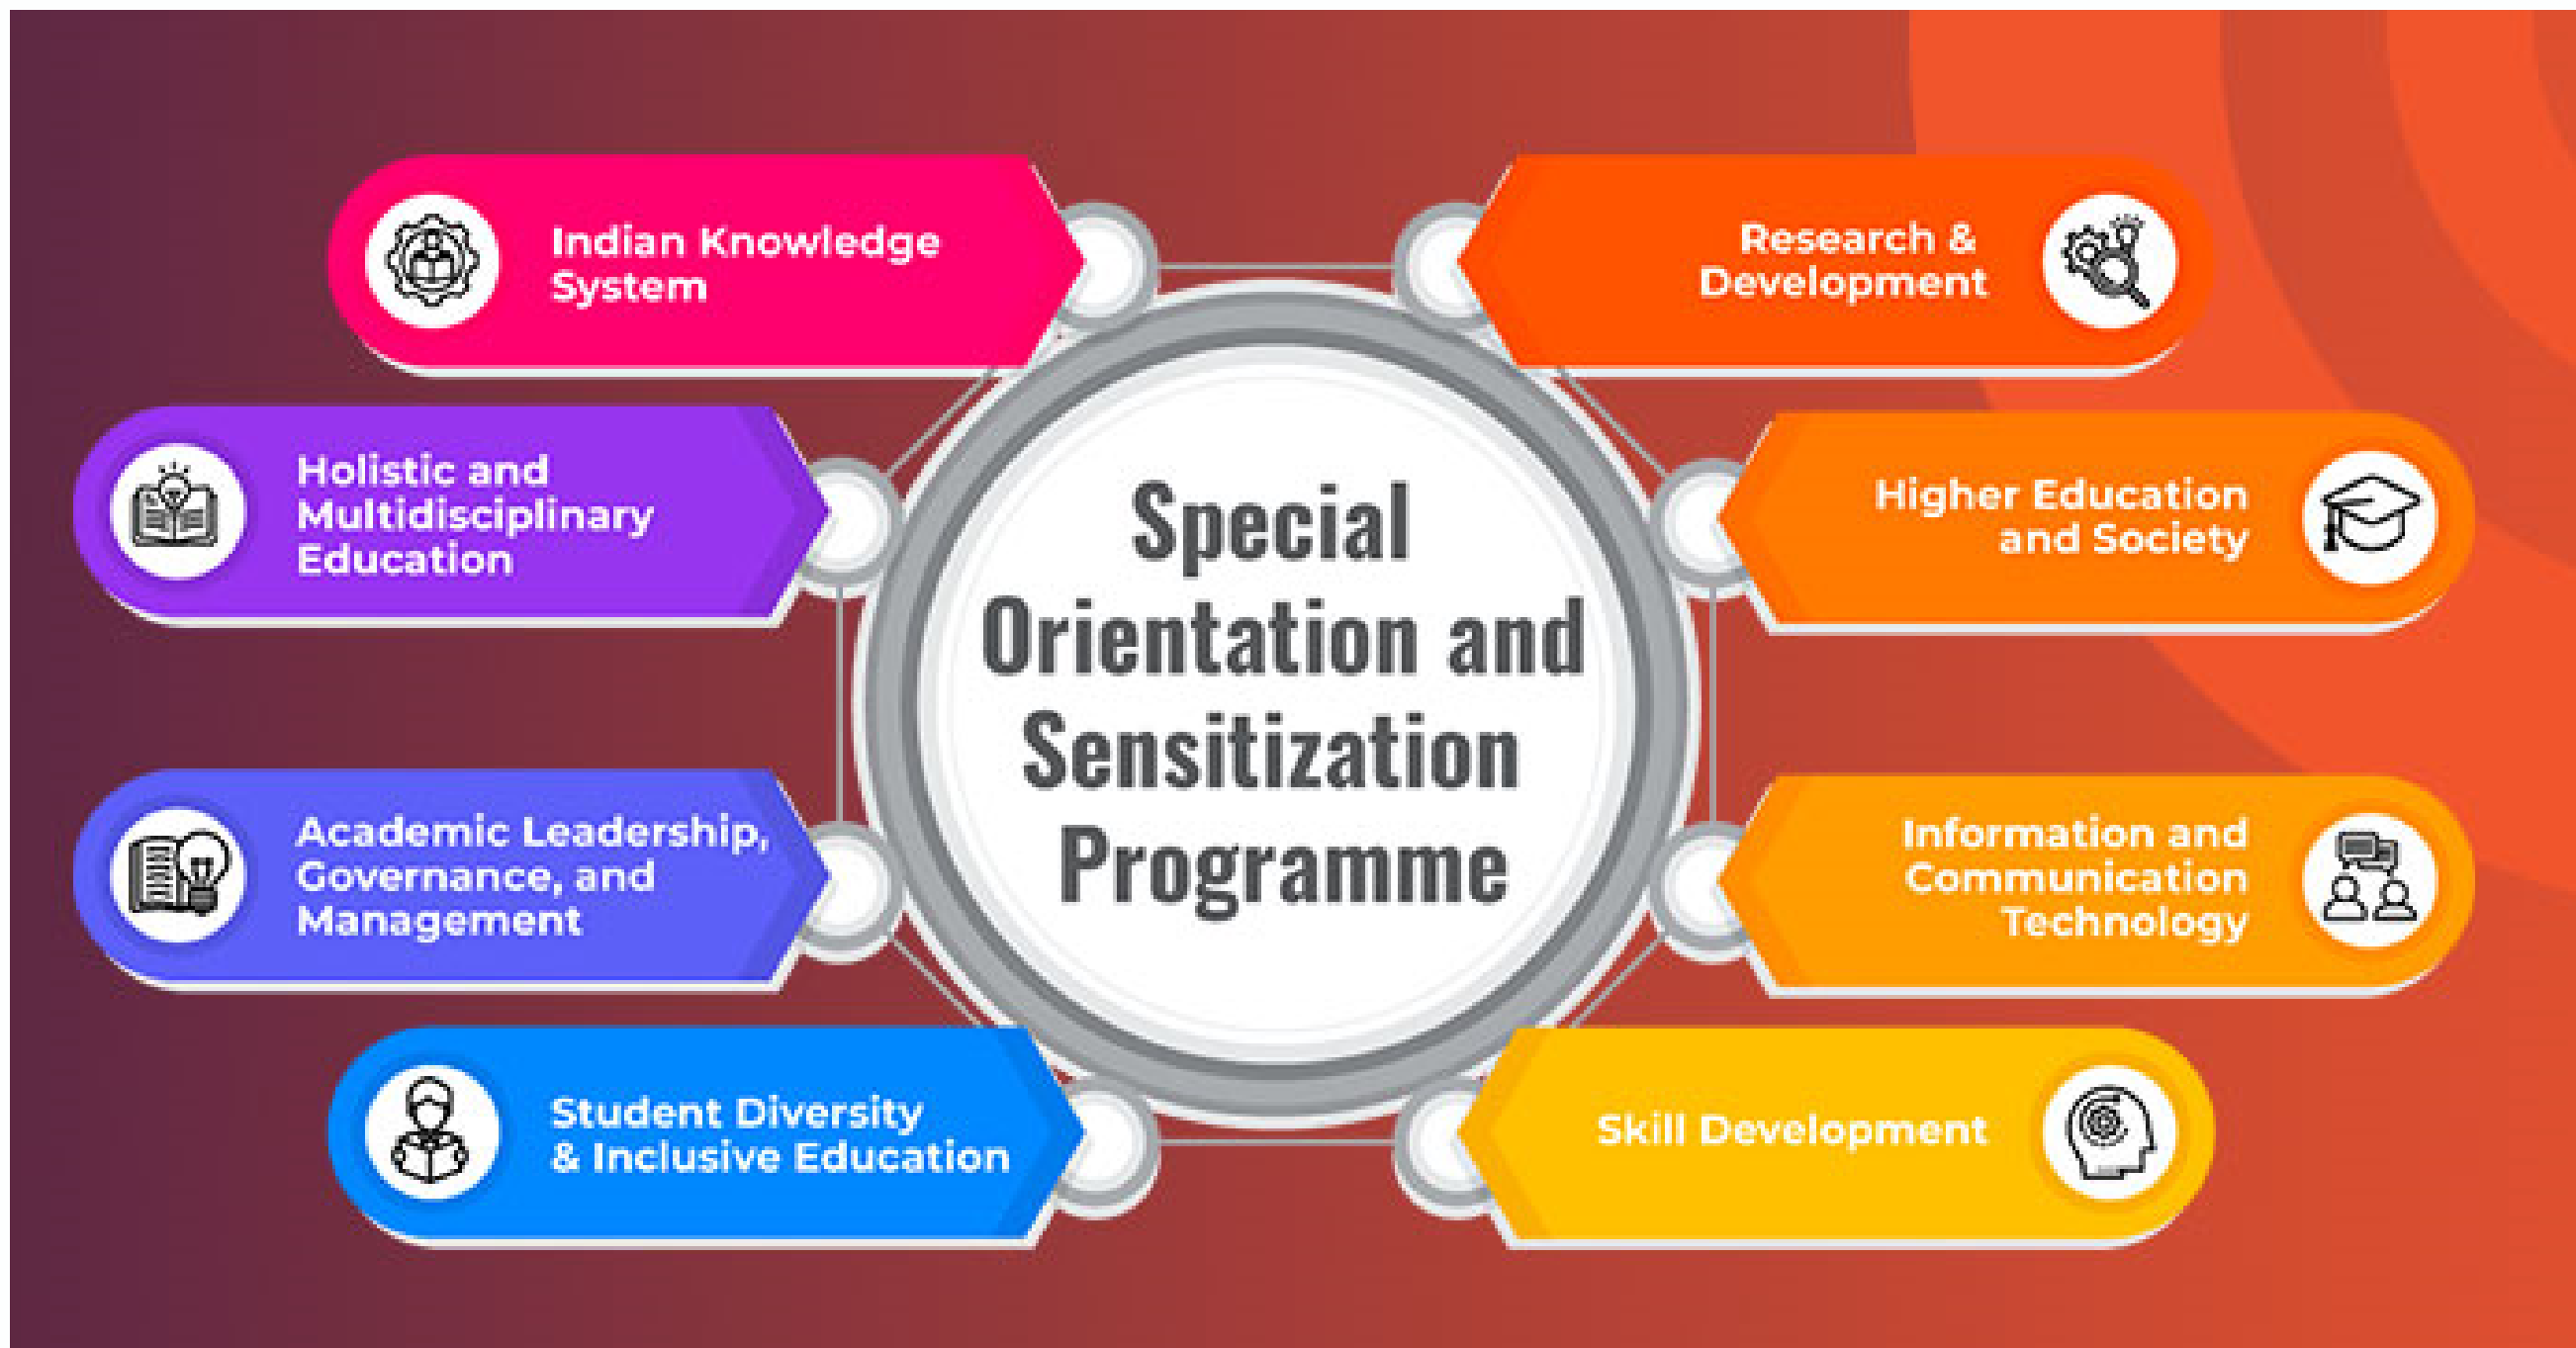 Special
Orientation and
Sensitization
Programme
Indian Knowledge
System
Holistic and
Multidisciplinary
Education
Academic Leadership,
Governance, and
Management
Student Diversity
& Inclusive Education
Research &
Development
Higher Education
and Society
Information and
Communication
Technology
Skill Development